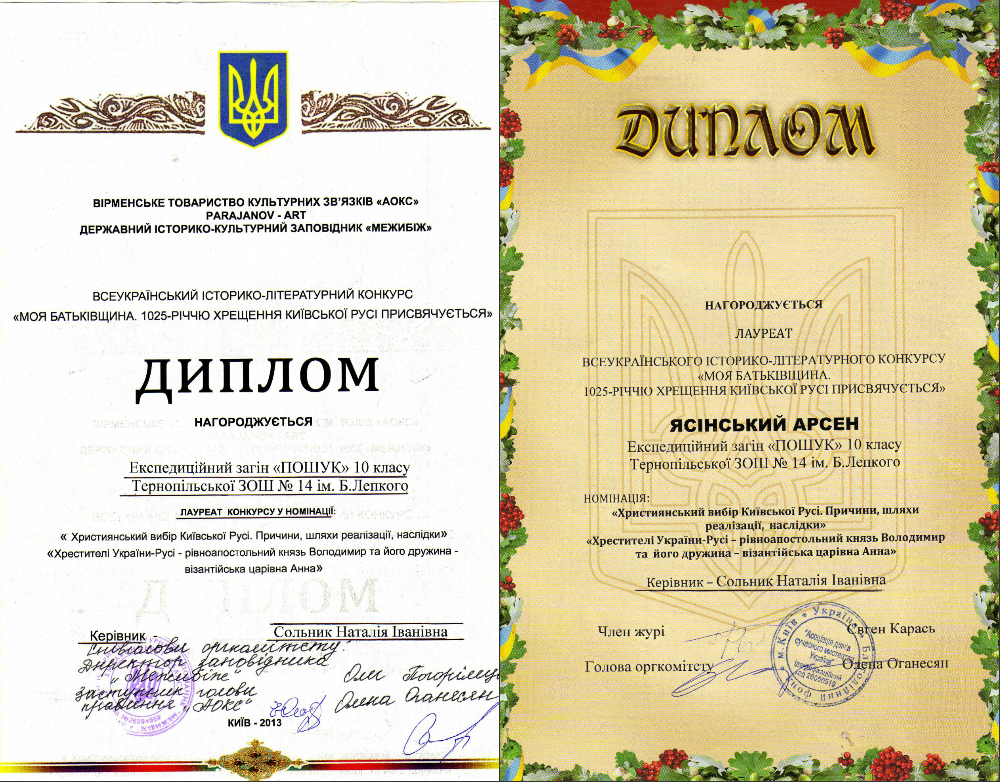 ВІРМЕНСЬКЕ ТОВАРИСТВО КУЛЬТУРНИХ ЗВ'ЯЗКІВ «АОКС»
PARAJANOV - ART
ДЕРЖАВНИЙ ІСТОРИКО-КУЛЬТУРНИЙ ЗАПОВІДНИК «МЕЖИБІЖ»
ВСЕУКРАЇНСЬКИЙ ІСТОРИКО-ЛІТЕРАТУРНИЙ КОНКУРС
«МОЯ БАТЬКІВЩИНА. 1025-РІЧЧЮ ХРЕЩЕННЯ КИЇВСЬКОЇ РУСІ ПРИСВЯЧУЄТЬСЯ»
ДИПЛОМ
НАГОРОДЖУЄТЬСЯ
Експедиційний загін «ПОШУК» 10 класу
Тернопільської ЗОШ № 14 ім. Б.Лепкого
ЛАУРЕАТ КОНКУРСУ У НОМІНАЦІЇ:
« Християнський вибір Київської Русі. Причини, шляхи реалізації, наслідки»
«Хрестителі України-Русі - рівноапостольний князь Володимир та його дружина -
візантійська царівна Анна»
Керівник Сольник Наталія Іванівна
Співголови оргкомітету:
Директор заповідника
"Межибіж" Олег Погорілець
заступник голови
правління "АОКС" Олена Оганесян
КИЇВ - 2013
ДИПЛОМ
НАГОРОДЖУЄТЬСЯ
ЛАУРЕАТ
ВСЕУКРАЇНСЬКОГО ІСТОРИКО-ЛІТЕРАТУРНОГО КОНКУРСУ
«МОЯ БАТЬКІВЩИНА.
1025-РІЧЧЮ ХРЕЩЕННЯ КИЇВСЬКОЇ РУСІ ПРИСВЯЧУЄТЬСЯ»
ЯСІНСЬКИЙ АРСЕН
Експедиційний загін «ПОШУК» 10 класу
Тернопільської ЗОШ № 14 ім. Б.Лепкого
НОМІНАЦІЯ:
«Християнський вибір Київської Русі. Причини, шляхи
реалізації, наслідки»
«Хрестителі України-Русі – рівноапостольний князь Володимир
та його дружина – візантійська царівна Анна»
Керівник – Сольник Наталія Іванівна
Член журі Євген Карась
Голова оргкомітету Олена Оганесян